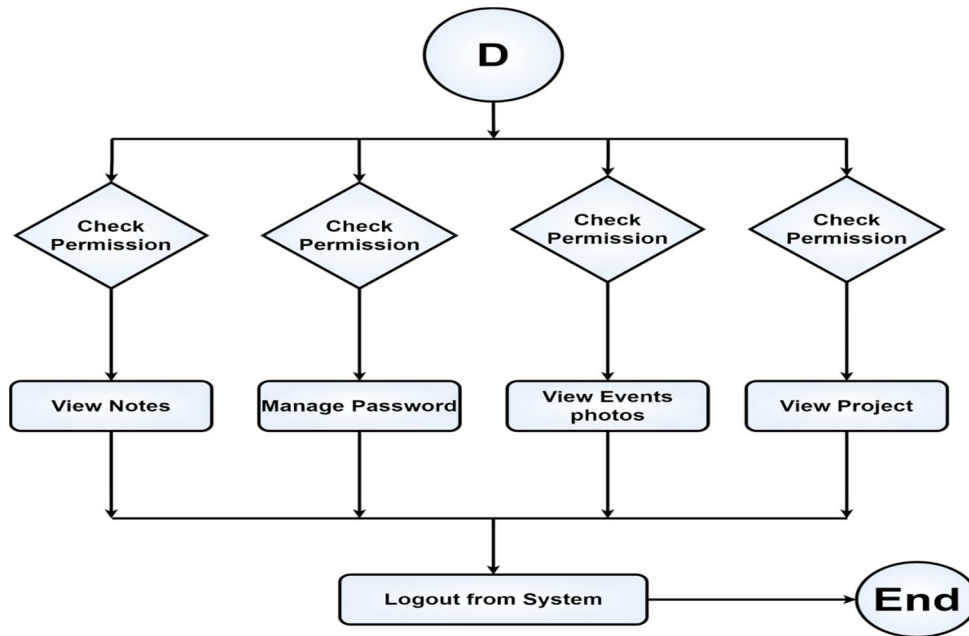 D
Check
Permission
Check
Permission
Check
Permission
Check
Permission
View Notes
Manage Password
View Events
photos
View Project
Logout from System
End